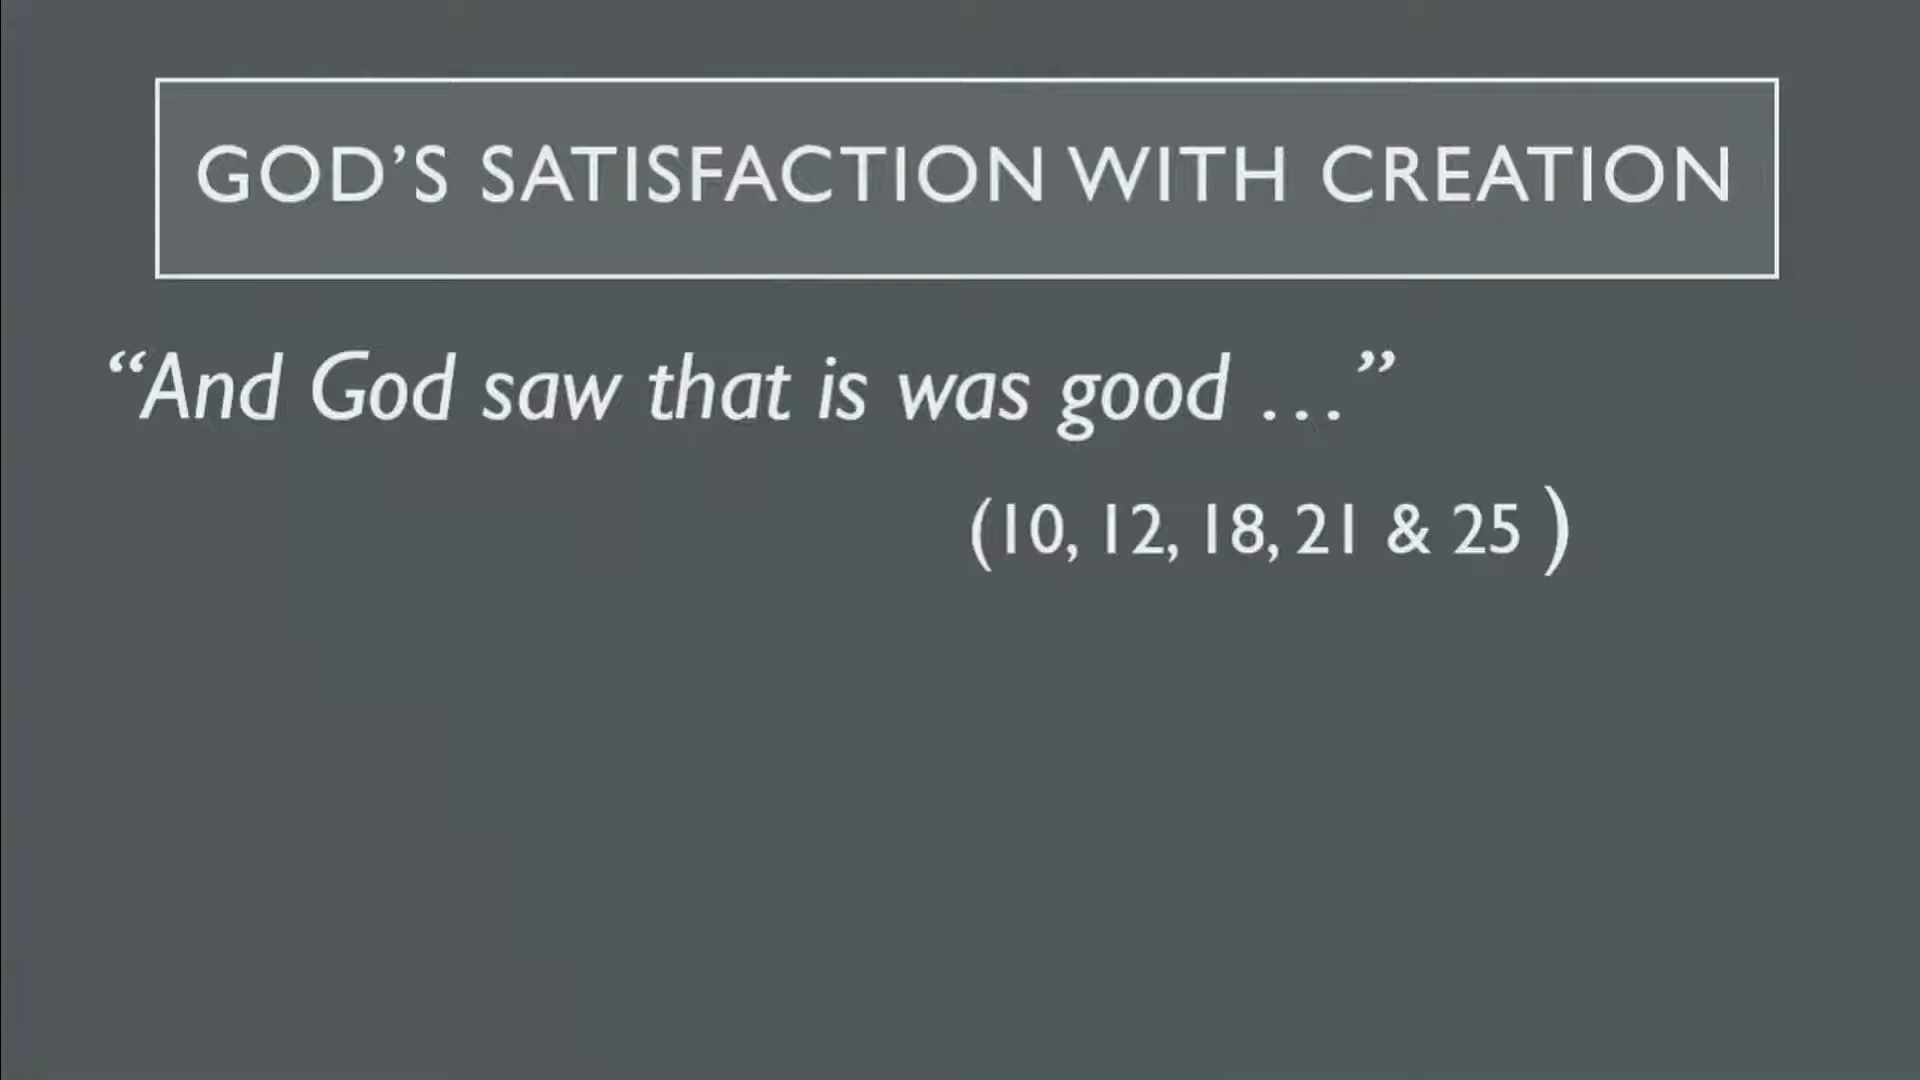 GOD’S SATISFACTION WITH CREATION
“And God saw that is was good …”
(10, 12, 18, 21 & 25 )